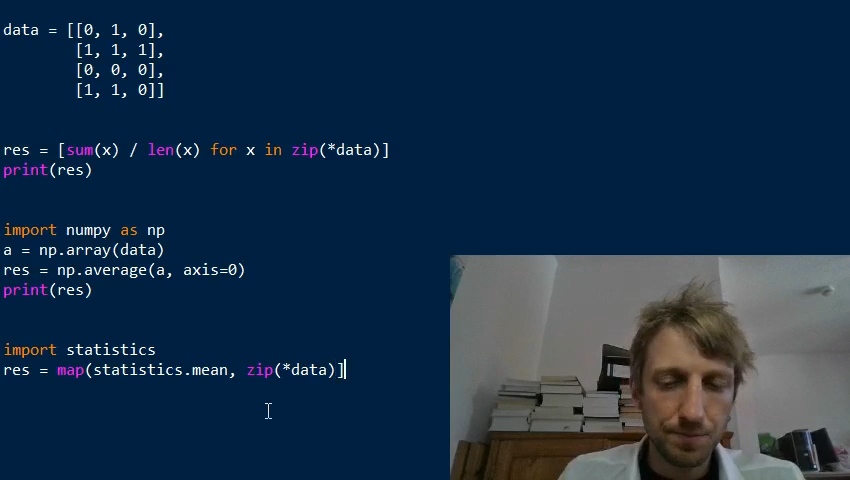 data = [[0, 1, 0],
[1, 1, 1],
[0, 0, 0],
[1, 1, 0]]
res = [sum(x) / len(x) for x in zip(*data)]
print(res)
import numpy as np
a = np.array(data)
res = np.average(a, axis=0)
print(res)
import statistics
res = map(statistics.mean, zip(*data)]